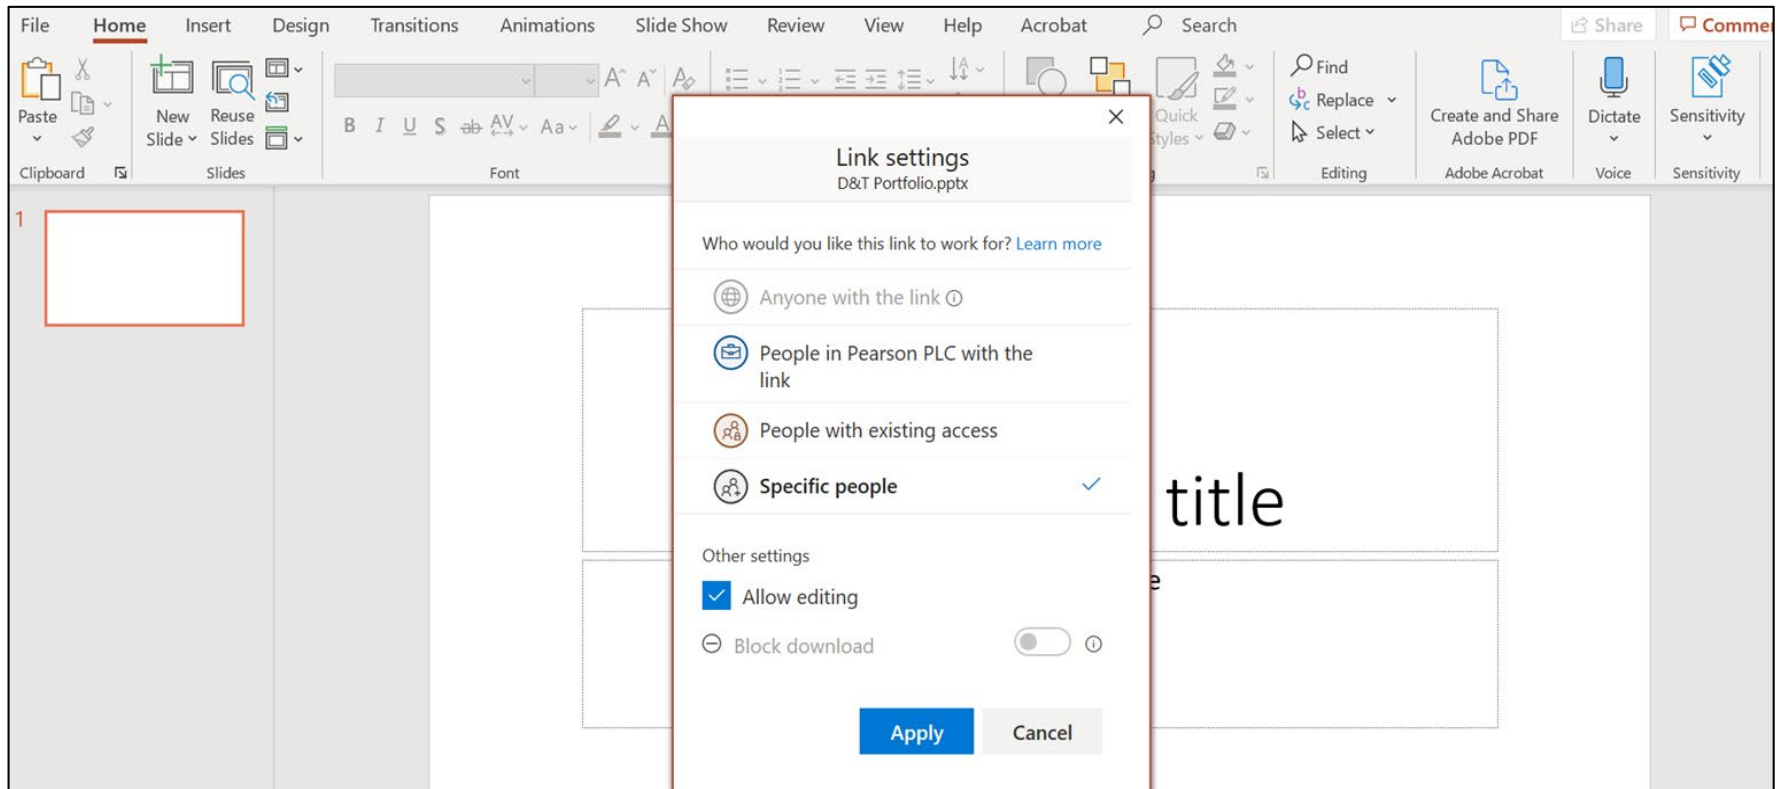 File Home Insert Design Transitions Animations Slide Show Review View Help Acrobat Search Share
Paste
New Slide
Reuse Slides
B I U S ab AV Aa A
Quick
Find
Replace
Select
Create and Share Adobe PDF
Dictate
Sensitivity
Clipboard Slides Font Editing Adobe Acrobat Voice Sensitivity
1
Link settings
D&T Portfolio.pptx
Who would you like this link to work for? Learn more
Anyone with the link
People in Pearson PLC with the
link
People with existing access
Specific people
title
Other settings
Allow editing
Block download
Apply Cancel